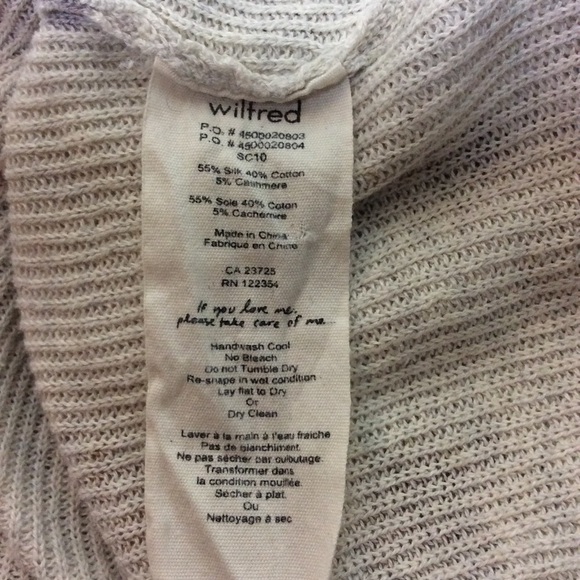 wilfred
P.O. # 4500020803
P.O. # 4500020804
SC10
55% Silk 40% Cotton
5% Cashmere
55% Soie 40% Coton
5% Cachemire
Made in China
Fabrique en Chine
CA 23725
RN 122354
If you love me,
please take care of me...
Handwash Cool
No Bleach
Do not Tumble Dry
Re-shape in wet condition
Lay flat to Dry
Or
Dry Clean
Laver a la main à l'eau fraiche
Pas de blanchiment.
Ne pas sécher par culbutage
Transformer dans
la condition mouillée.
Sécher à plat.
Ou
Nettoyage à sec